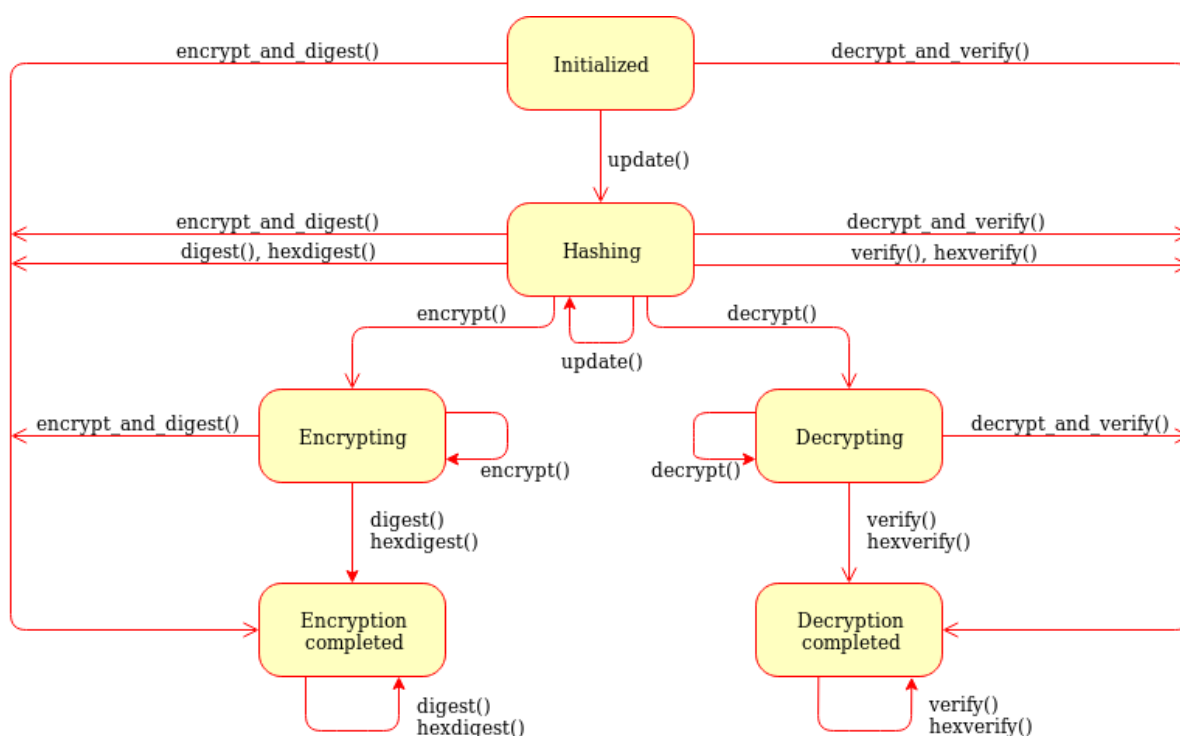 encrypt_and_digest()
Initialized
decrypt_and_verify()
update()
encrypt_and_digest()
decrypt_and_verify()
digest(), hexdigest()
Hashing
verify(), hexverify()
encrypt()
decrypt()
update()
encrypt_and_digest()
Encrypting
encrypt()
decrypt()
Decrypting
decrypt_and_verify()
digest()
hexdigest()
verify()
hexverify()
Encryption
completed
Decryption
completed
digest()
hexdigest()
verify()
hexverify()